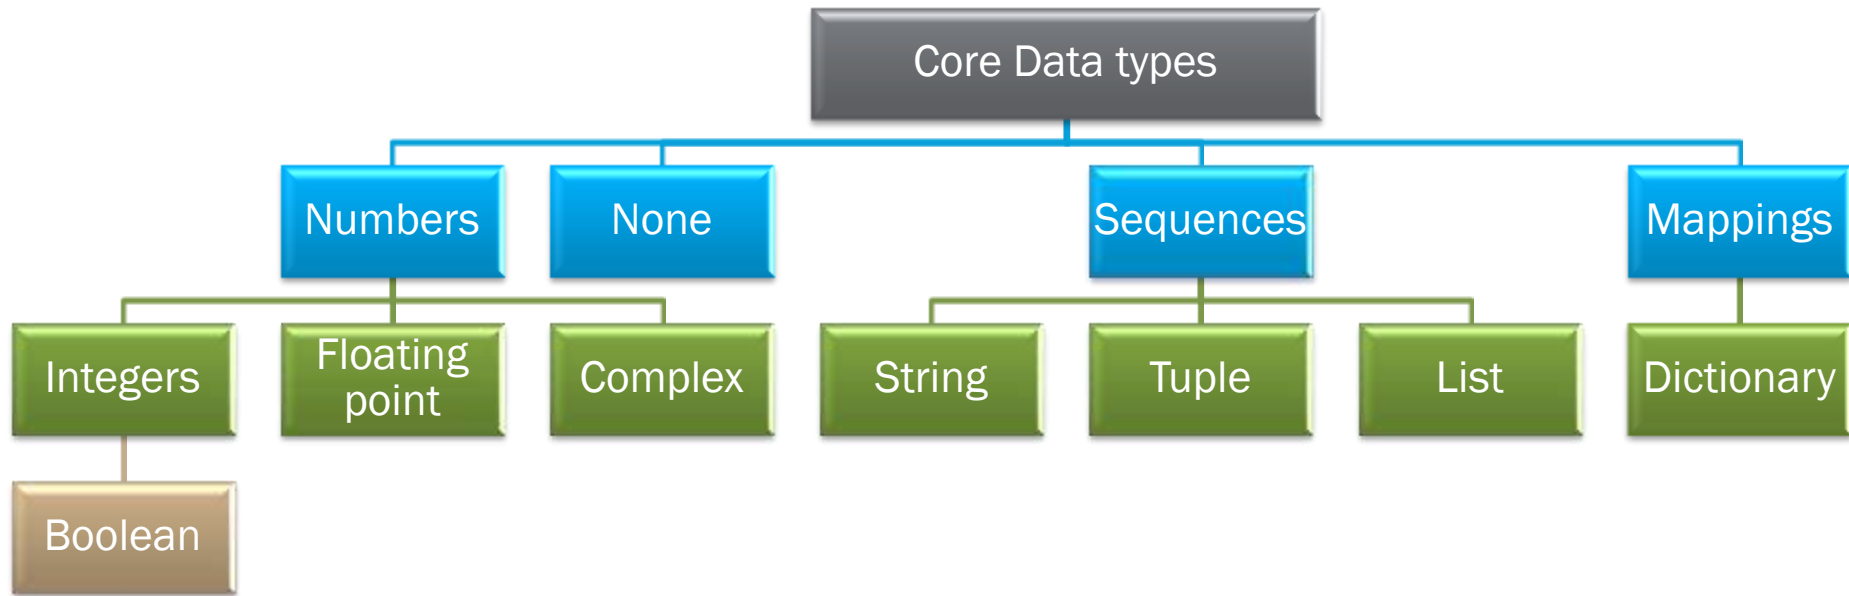 Core Data types
Numbers
None
Sequences
Mappings
Integers
Floating
point
Complex
String
Tuple
List
Dictionary
Boolean